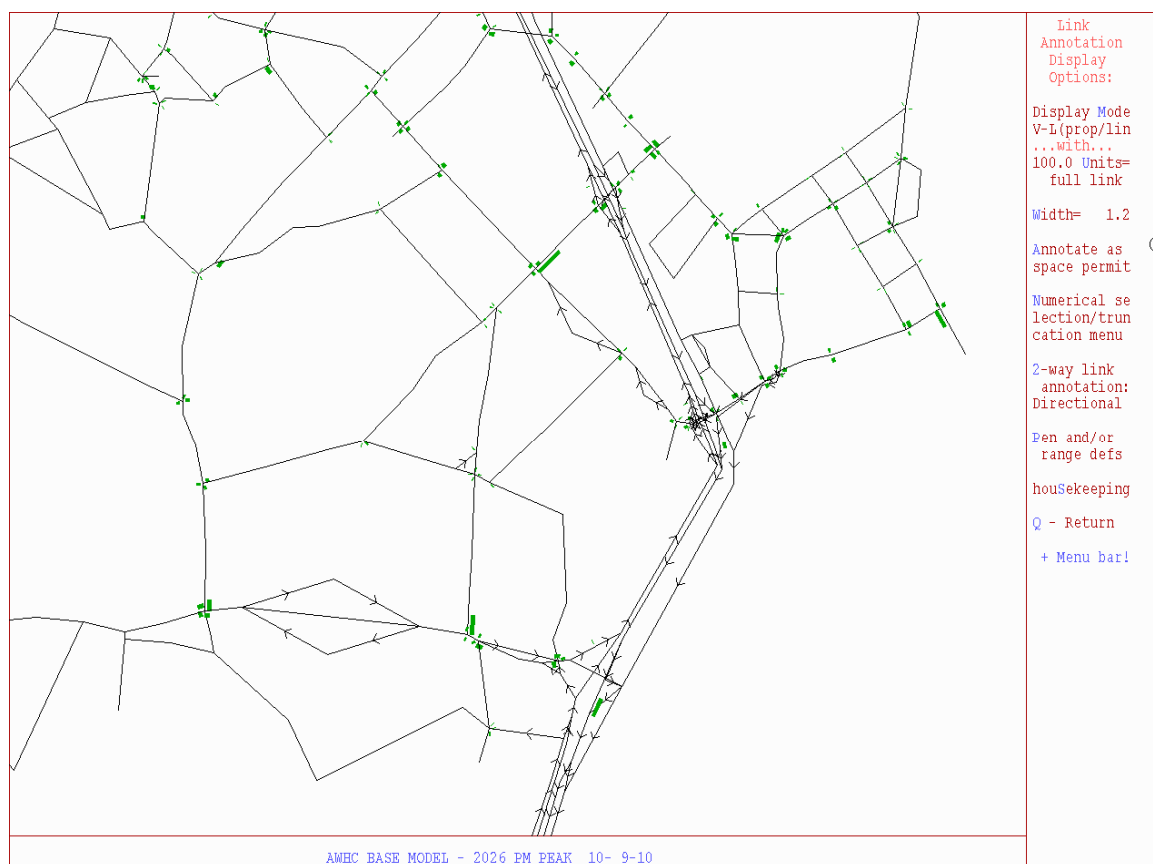 Link
Annotation
Display
Options:
Display Mode
V-L(prop/lin
...with...
100.0 Units=
full link
Width= 1.2
Annotate as
space permit
Numerical se
lection/trun
cation menu
2-way link
annotation:
Directional
Pen and/or
range defs
houSekeeping
Q - Return
+ Menu bar!
AWHC BASE MODEL - 2026 PM PEAK 10- 9-10